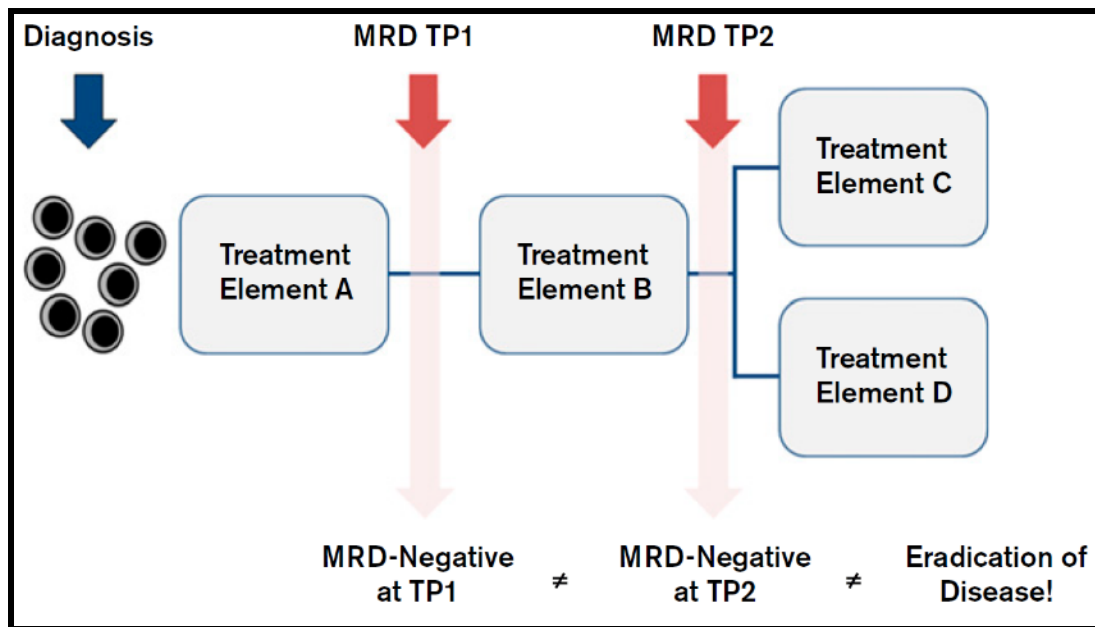 Diagnosis
MRD TP1
MRD TP2
Treatment
Element A
Treatment
Element B
Treatment
Element C
Treatment
Element D
MRD-Negative
at TP1
≠
MRD-Negative
at TP2
≠
Eradication of
Disease!